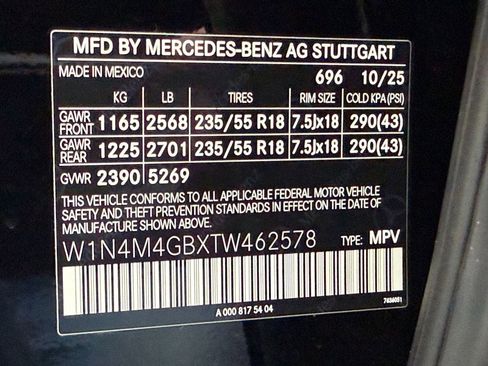 MFD BY MERCEDES-BENZ AG STUTTGART
MADE IN MEXICO 696 10/25
KG LB TIRES RIM SIZE COLD KPA (PSI)
GAWR FRONT 1165 2568 235/55 R18 7.5Jx18 290(43)
GAWR REAR 1225 2701 235/55 R18 7.5Jx18 290(43)
GVWR 2390 5269
THIS VEHICLE CONFORMS TO ALL APPLICABLE FEDERAL MOTOR VEHICLE
SAFETY AND THEFT PREVENTION STANDARDS IN EFFECT ON THE DATE OF
MANUFACTURE SHOWN ABOVE.
W1N4M4GBXTW462578 TYPE: MPV
A 000 817 54 04